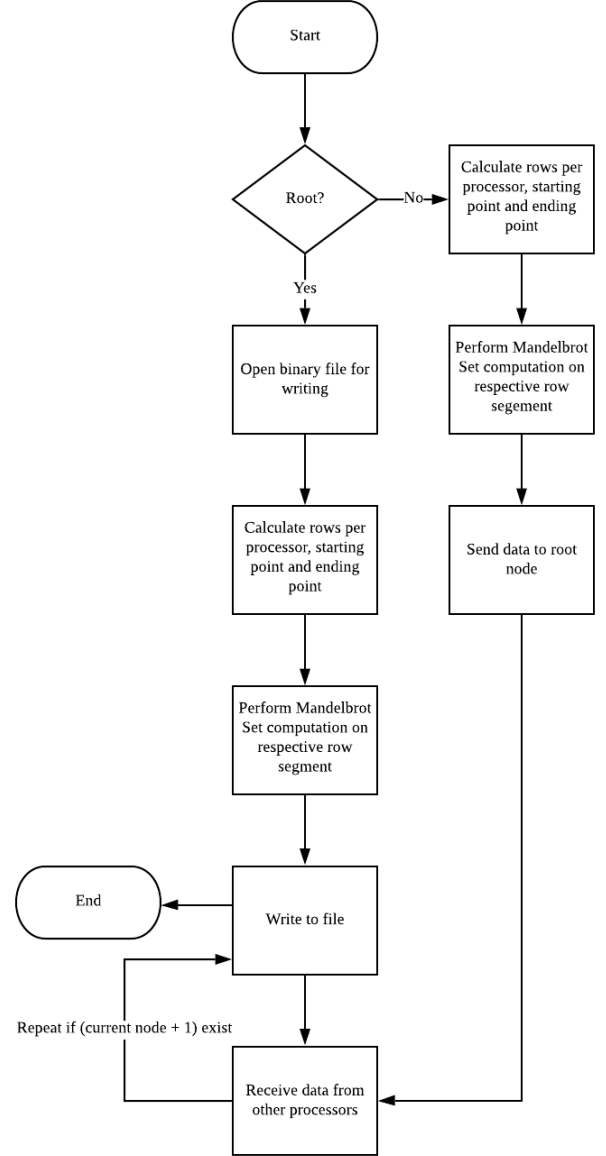 Start
Root?
No
Calculate rows per
processor, starting
point and ending
point
Yes
Open binary file for
writing
Perform Mandelbrot
Set computation on
respective row
segement
Calculate rows per
processor, starting
point and ending
point
Send data to root
node
Perform Mandelbrot
Set computation on
respective row
segment
End
Write to file
Repeat if (current node + 1) exist
Receive data from
other processors